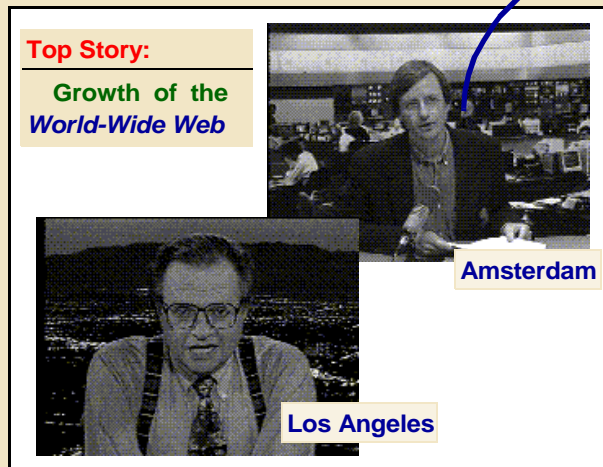 Top Story:
Growth of the
World-Wide Web
Amsterdam
Los Angeles